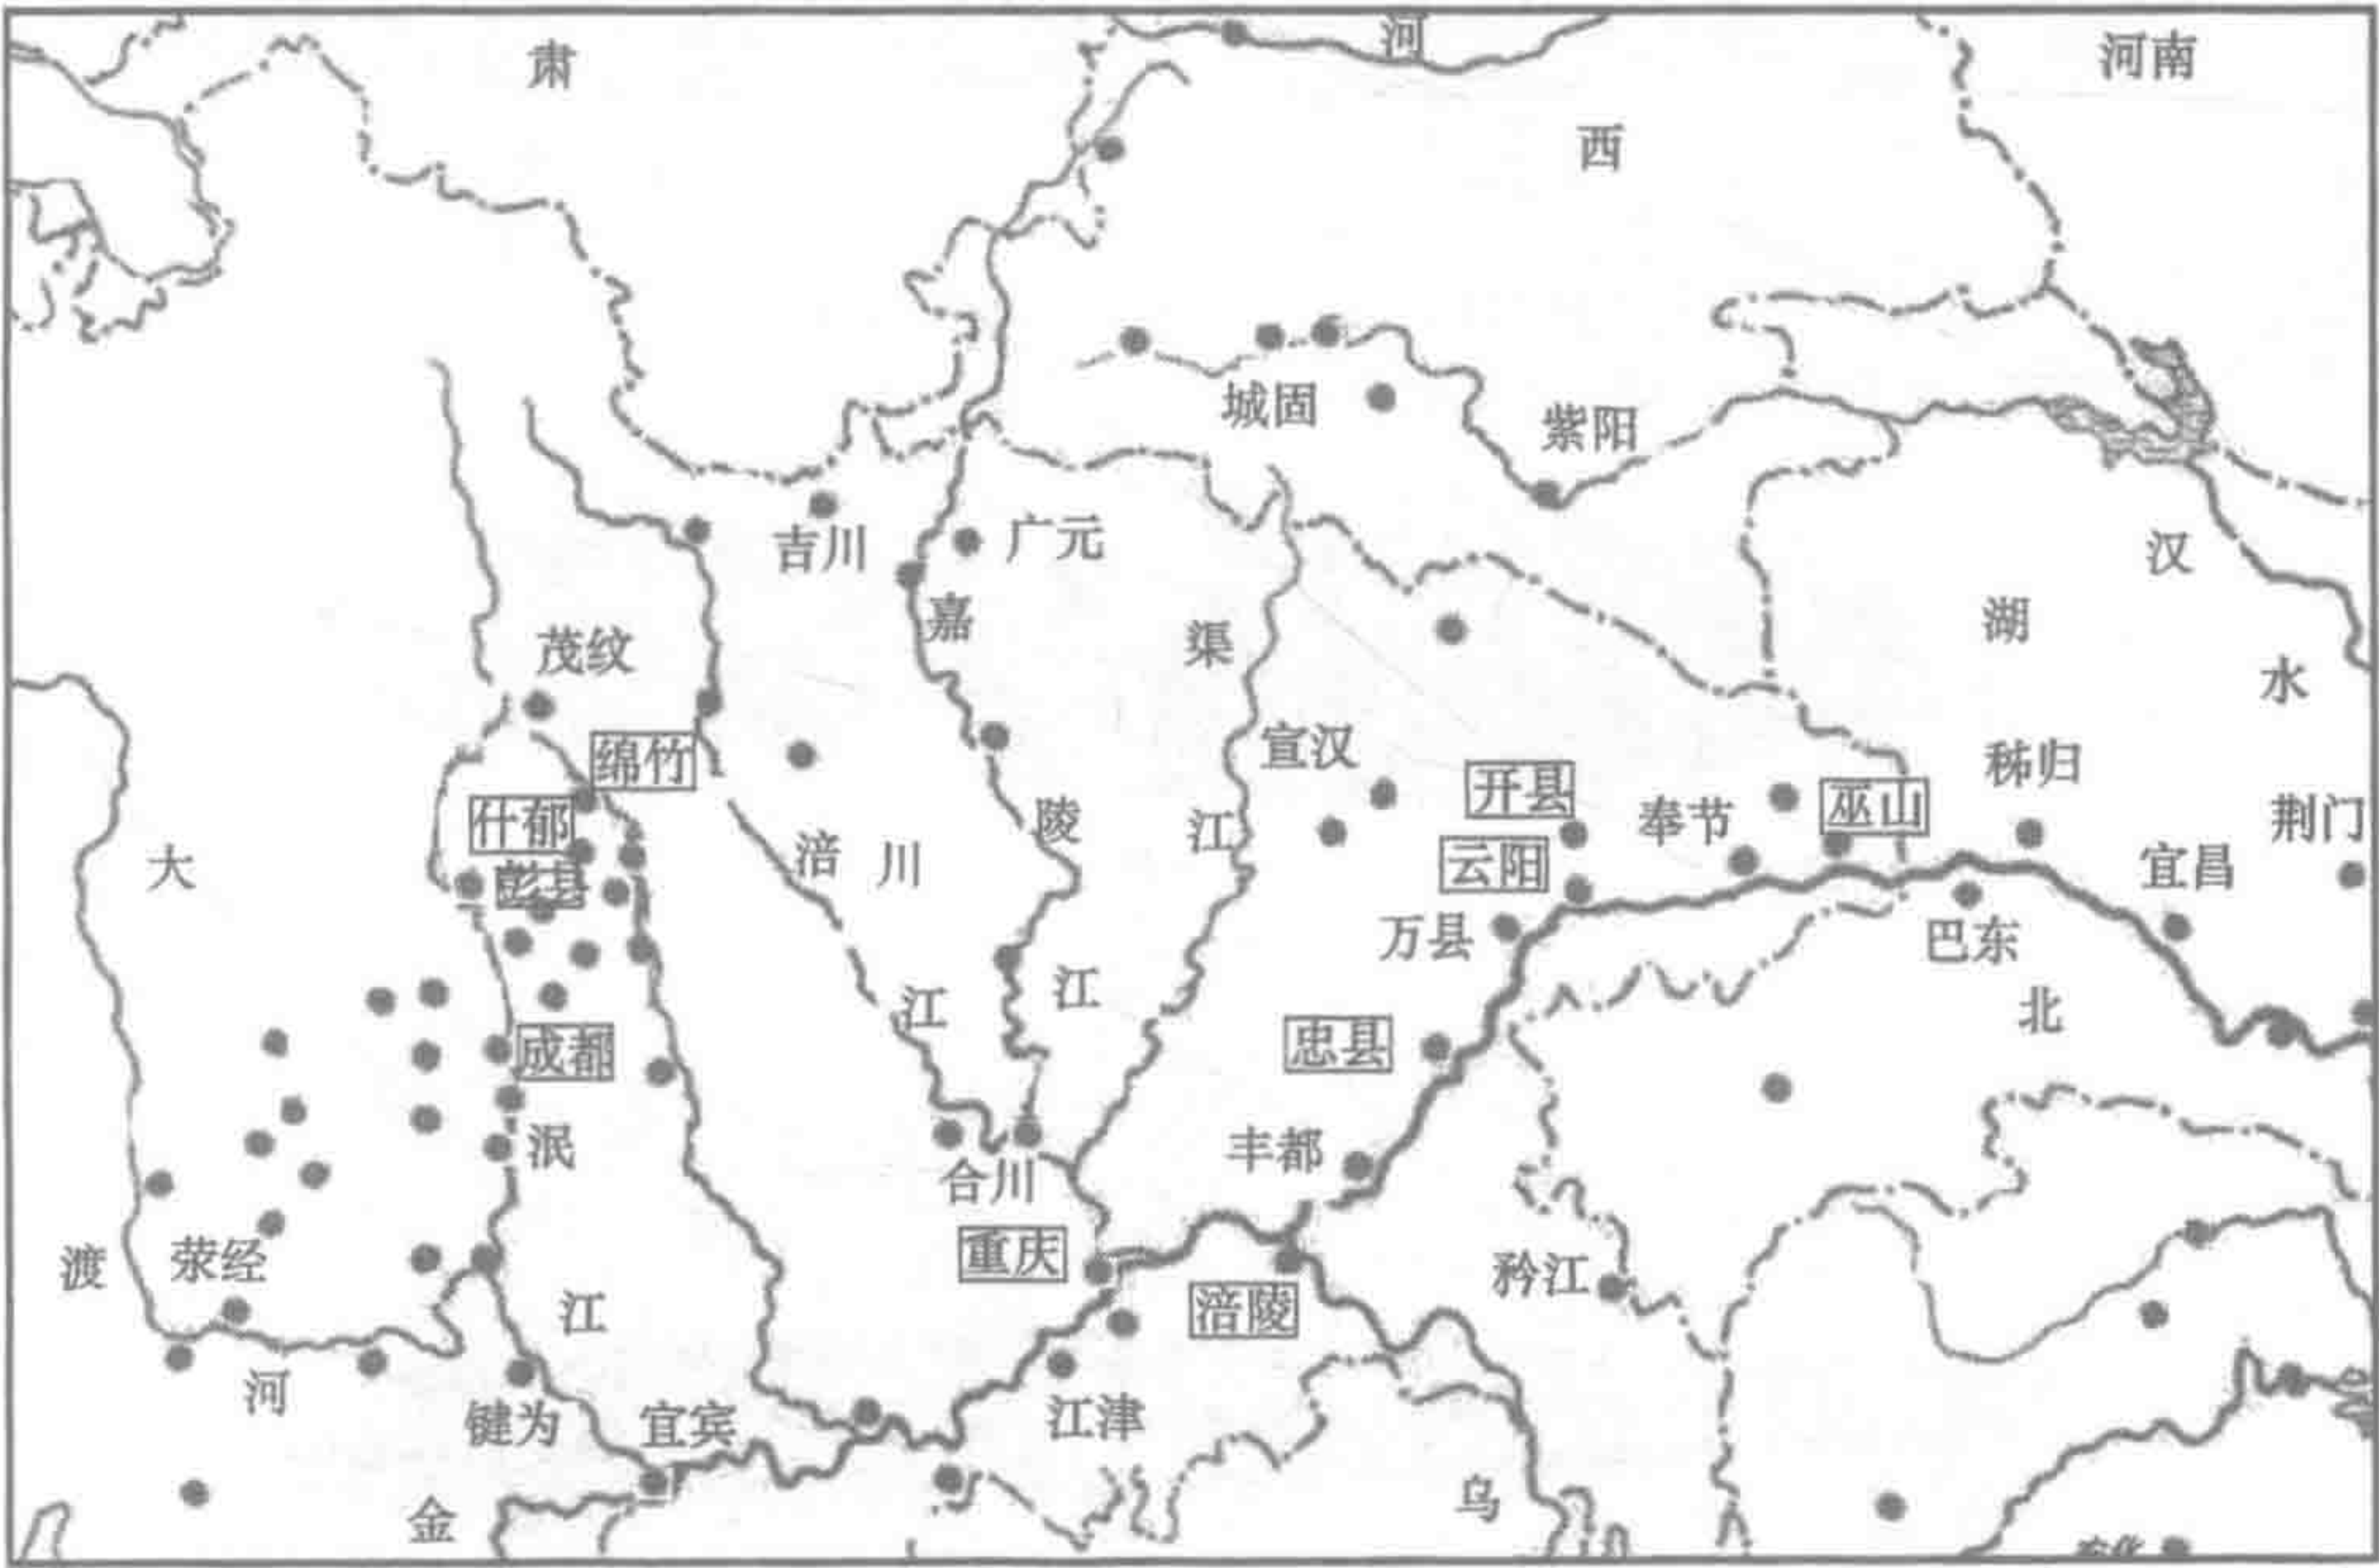 肃
河
河南
西
城固
紫阳
吉川
广元
汉
嘉
湖
茂纹
渠
水
宣汉
绵竹
秭归
开县
巫山
什郁
陵
奉节
荆门
大
涪
川
江
云阳
宜昌
彭县
万县
巴东
江
江
北
成都
忠县
泯
丰都
合川
渡
荥经
重庆
矜江
江
涪陵
河
键为
宜宾
江津
金
乌